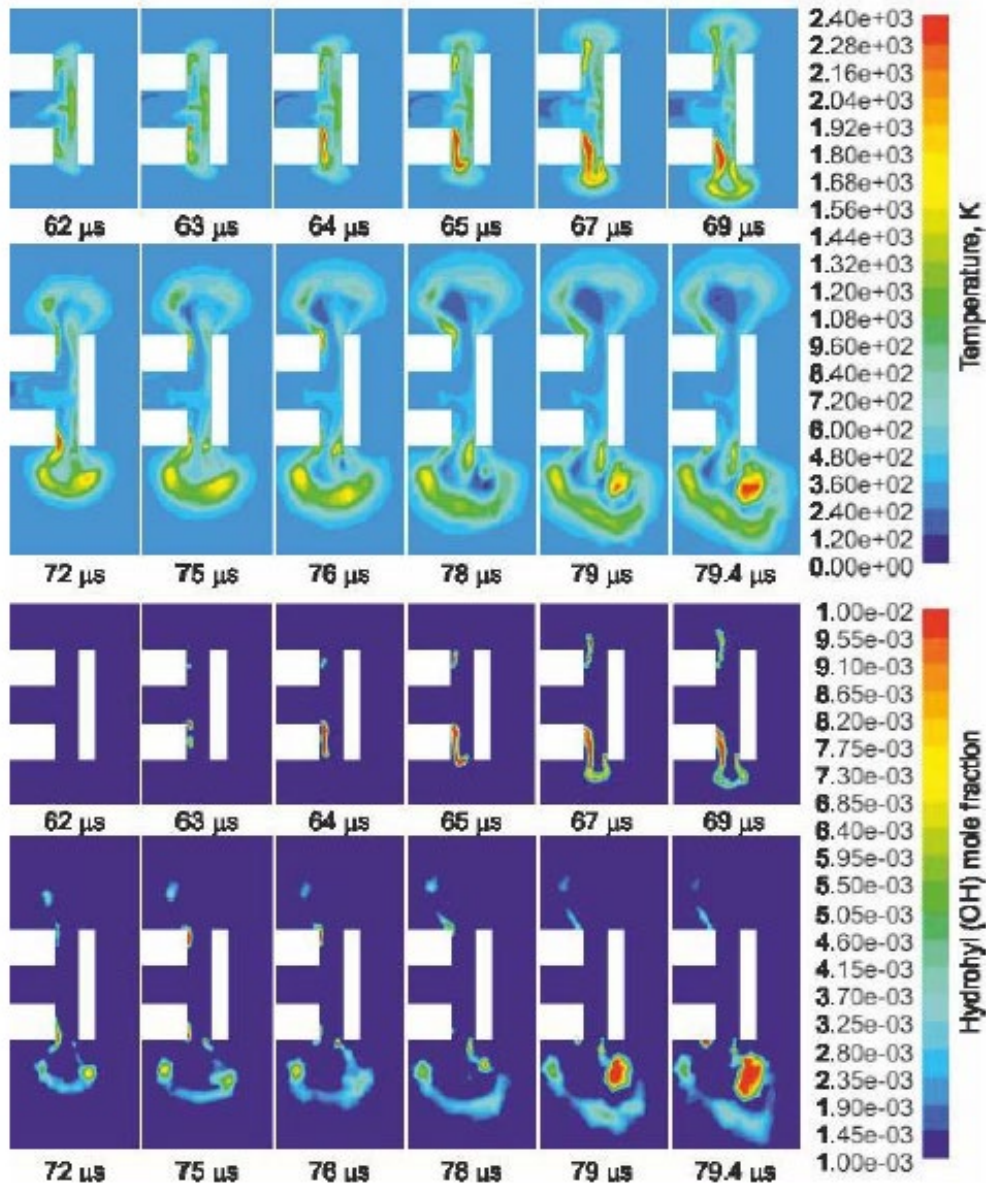 62 µs 63 µs 64 µs 65 µs 67 µs 69 µs
72 µs 75 µs 76 µs 78 µs 79 µs 79.4 µs
2.40e+03
2.28e+03
2.16e+03
2.04e+03
1.92e+03
1.80e+03
1.68e+03
1.56e+03
1.44e+03
1.32e+03
1.20e+03
1.08e+03
9.60e+02
8.40e+02
7.20e+02
6.00e+02
4.80e+02
3.60e+02
2.40e+02
1.20e+02
0.00e+00
Temperature, K
62 µs 63 µs 64 µs 65 µs 67 µs 69 µs
72 µs 75 µs 76 µs 78 µs 79 µs 79.4 µs
1.00e-02
9.55e-03
9.10e-03
8.65e-03
8.20e-03
7.75e-03
7.30e-03
6.85e-03
6.40e-03
5.95e-03
5.50e-03
5.05e-03
4.60e-03
4.15e-03
3.70e-03
3.25e-03
2.80e-03
2.35e-03
1.90e-03
1.45e-03
1.00e-03
Hydrohyl (OH) mole fraction